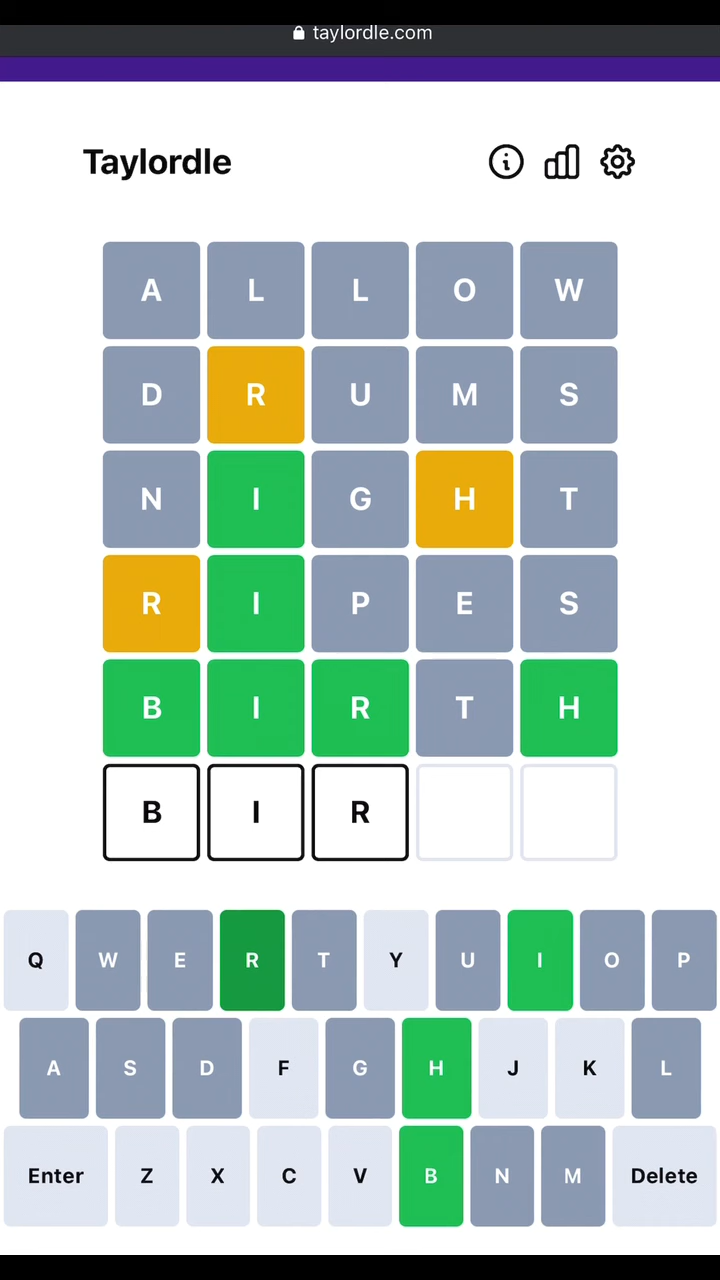 taylordle.com
Taylordle
A L L O W
D R U M S
N I G H T
R I P E S
B I R T H
B I R
Q W E R T Y U I O P
A S D F G H J K L
Enter Z X C V B N M Delete